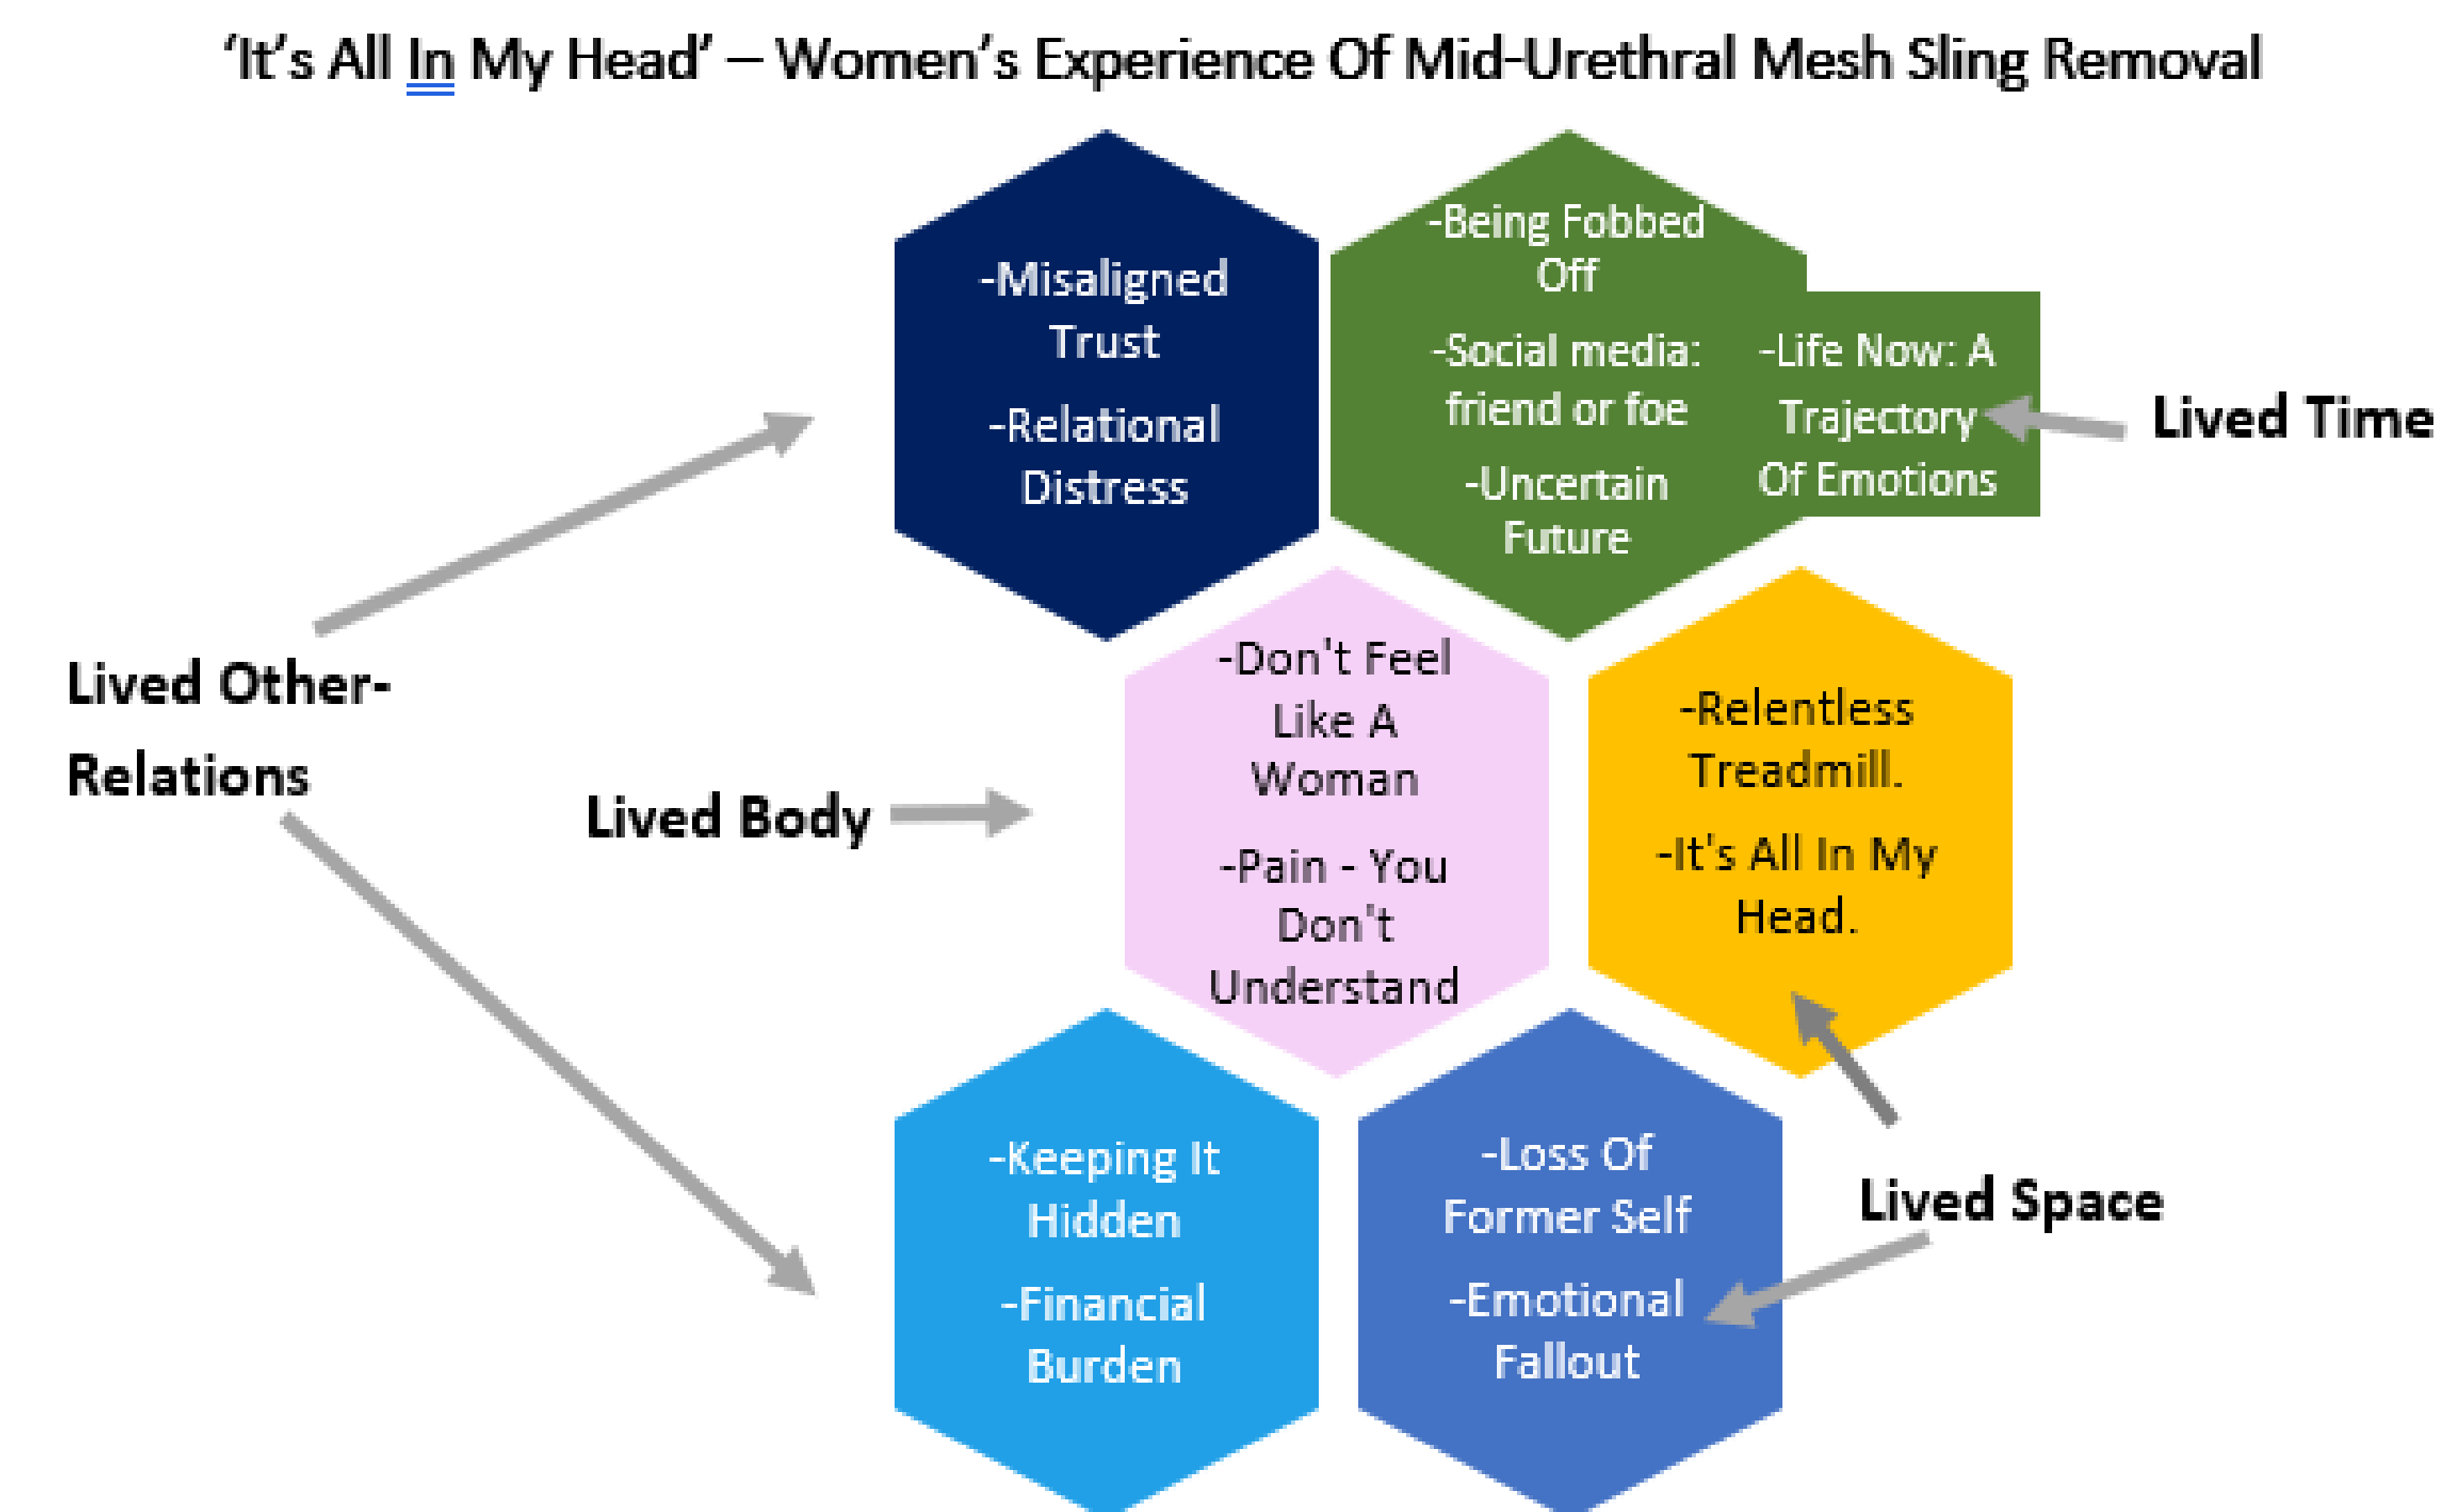 ‘It’s All In My Head’ – Women’s Experience Of Mid-Urethral Mesh Sling Removal
-Misaligned
Trust
-Relational
Distress
-Being Fobbed
Off
-Social media:
friend or foe
-Uncertain
Future
-Life Now: A
Trajectory
Of Emotions
Lived Time
Lived Other-
Relations
Lived Body
-Don't Feel
Like A
Woman
-Pain - You
Don't
Understand
-Relentless
Treadmill.
-It's All In My
Head.
-Keeping It
Hidden
-Financial
Burden
-Loss Of
Former Self
-Emotional
Fallout
Lived Space